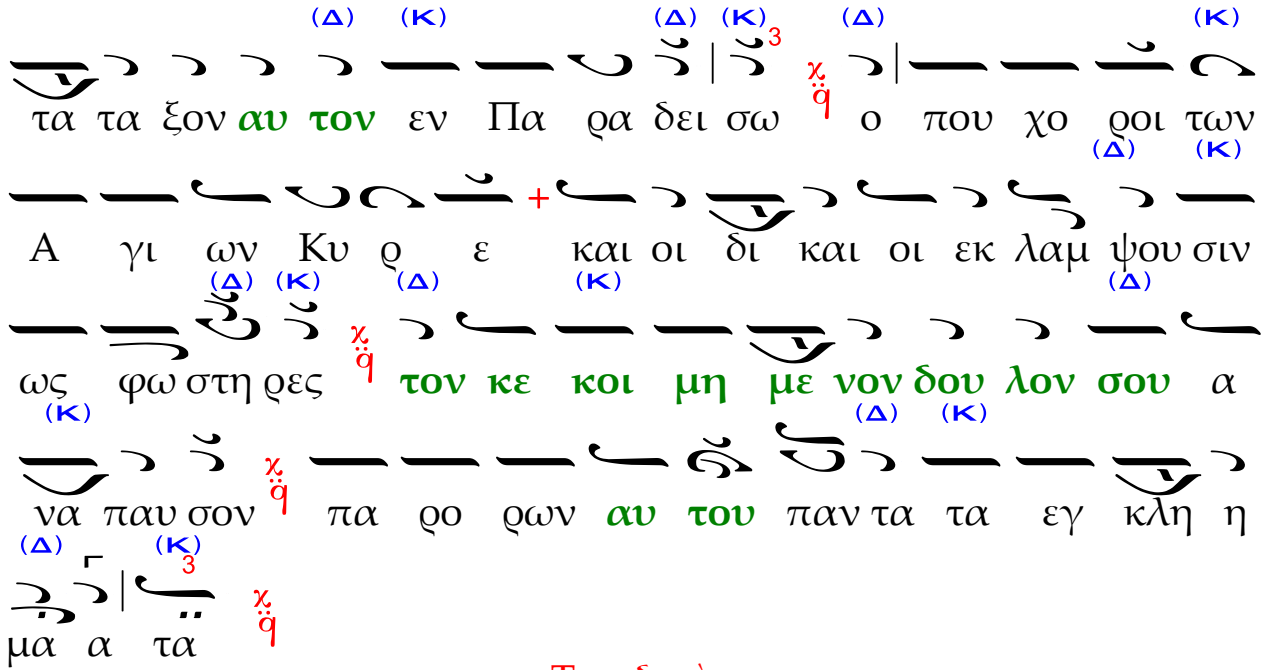 (Δ) (Κ) (Δ) (Κ) 3 (Δ) (Κ)
τα τα ξον αυ τον εν Πα ρα δει σω χ q ο που χο ροι των
(Δ) (Κ)
Α γι ων Κυ ρ ε + και οι δι και οι εκ λαμ ψου σιν
(Δ) (Κ) (Δ) (Κ) (Δ)
ως φω στη ρες χ q τον κε κοι μη με νον δου λον σου α
(Κ) (Δ) (Κ)
να παυ σον χ q πα ρο ρων αυ του παν τα τα εγ κλη η
(Δ) (Κ) 3
μα α τα χ q